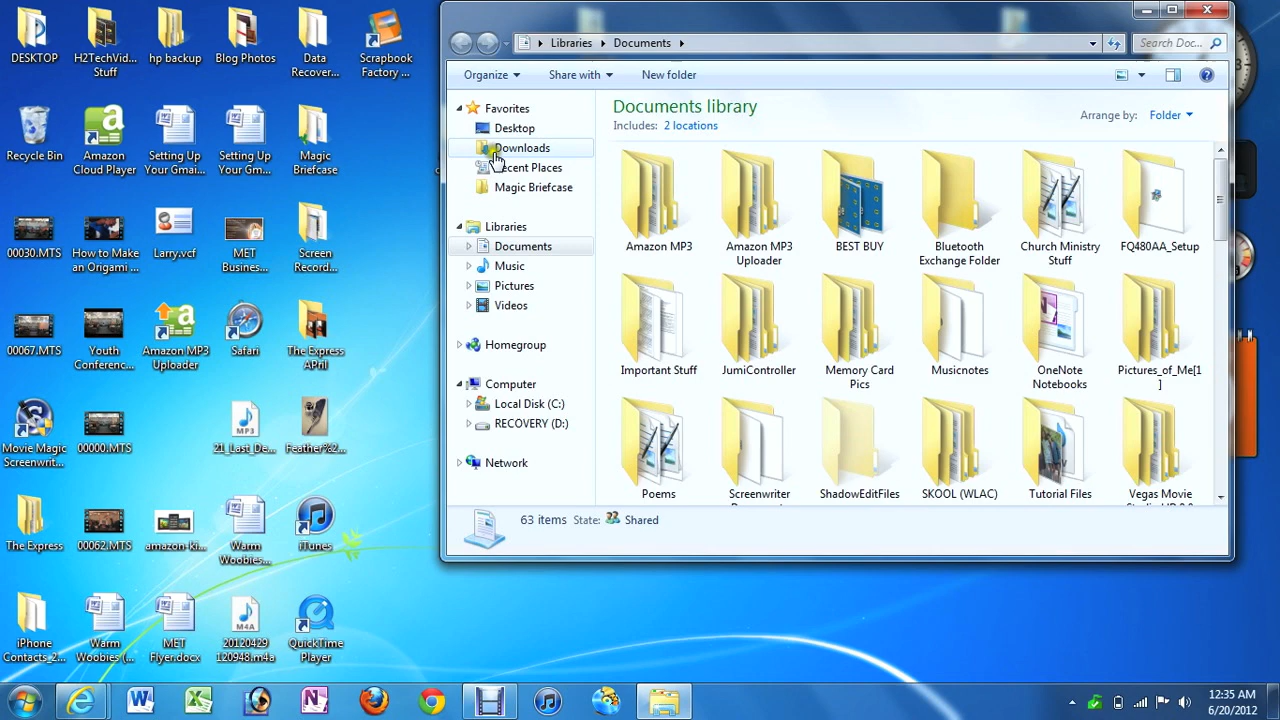 DESKTOP
H2TechVid...
Stuff
hp backup
Blog Photos
Data
Recover...
Scrapbook
Factory ...
Recycle Bin
Amazon
Cloud Player
Setting Up
Your Gmai...
Setting Up
Your Gm...
Magic
Briefcase
00030.MTS
How to Make
an Origami ...
Larry.vcf
MET
Busines...
Screen
Record...
00067.MTS
Youth
Conferenc...
Amazon MP3
Uploader
Safari
The Express
APril
Movie Magic
Screenwrit...
00000.MTS
MP3
21_Last_De...
Feather%2...
The Express
00062.MTS
amazon-ki...
Warm
Woobies...
iTunes
iPhone
Contacts_2...
Warm
Woobies (...
MET
Flyer.docx
M4A
20120429
120948.m4a
QuickTime
Player
Libraries
Documents
Search Doc...
Organize
Share with
New folder
Favorites
Desktop
Downloads
Recent Places
Magic Briefcase
Libraries
Documents
Music
Pictures
Videos
Homegroup
Computer
Local Disk (C:)
RECOVERY (D:)
Network
Documents library
Includes: 2 locations
Arrange by: Folder
Amazon MP3
Amazon MP3
Uploader
BEST BUY
Bluetooth
Exchange Folder
Church Ministry
Stuff
FQ480AA_Setup
Important Stuff
JumiController
Memory Card
Pics
Musicnotes
OneNote
Notebooks
Pictures_of_Me[1
]
Poems
Screenwriter
ShadowEditFiles
SKOOL (WLAC)
Tutorial Files
Vegas Movie
63 items State: Shared
12:35 AM
6/20/2012